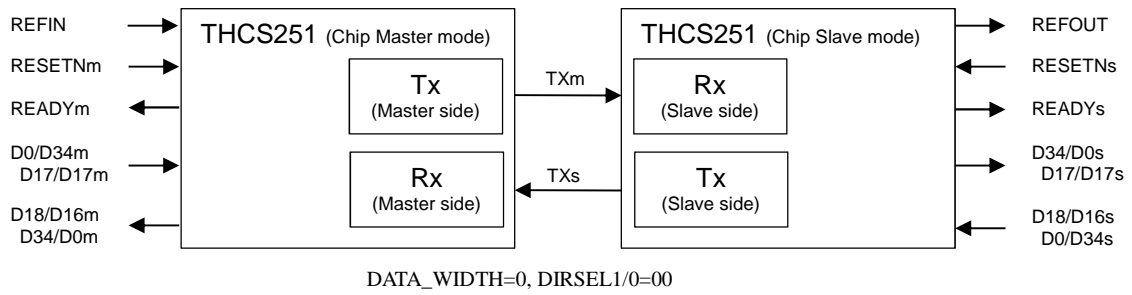 REFIN
RESETNm
READYm
D0/D34m
D17/D17m
D18/D16m
D34/D0m
THCS251 (Chip Master mode)
Tx
(Master side)
Rx
(Master side)
TXm
TXs
THCS251 (Chip Slave mode)
Rx
(Slave side)
Tx
(Slave side)
REFOUT
RESETNs
READYs
D34/D0s
D17/D17s
D18/D16s
D0/D34s
DATA_WIDTH=0, DIRSEL1/0=00